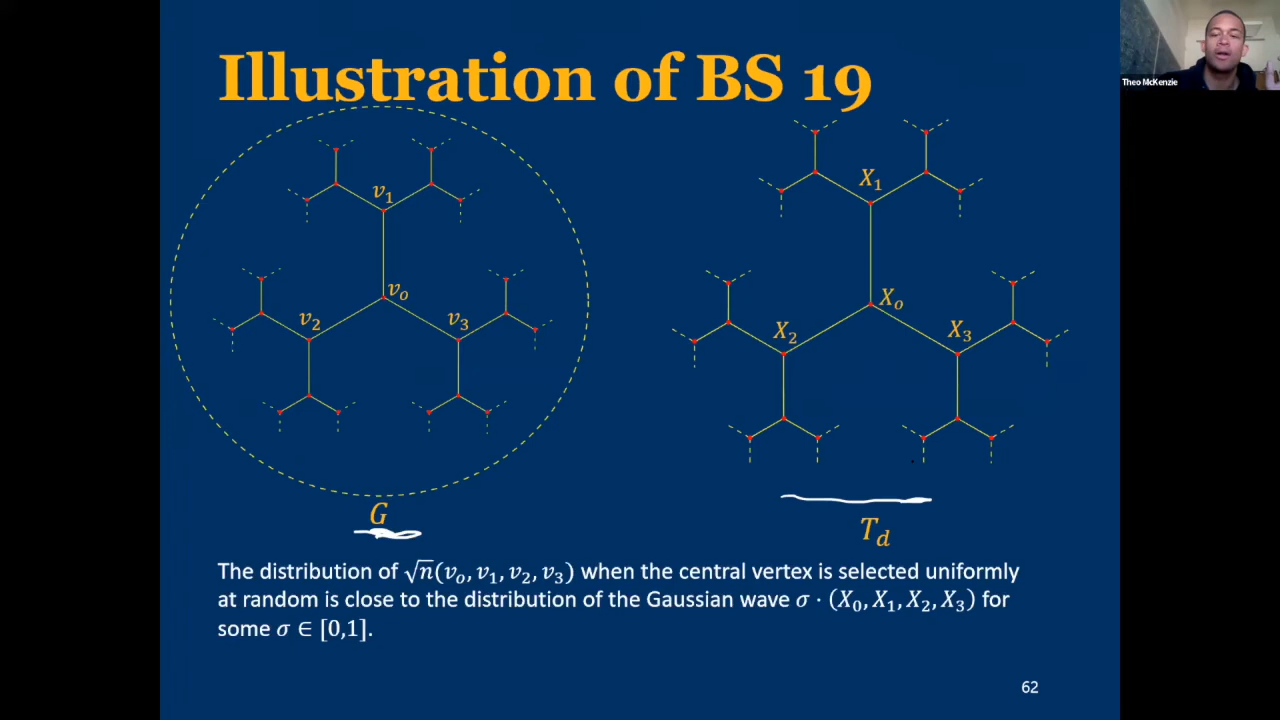 Illustration of BS 19
Theo McKenzie
v₁
v₀
v₂
v₃
G
X₁
X₀
X₂
X₃
T_d
The distribution of √n(v₀, v₁, v₂, v₃) when the central vertex is selected uniformly
at random is close to the distribution of the Gaussian wave σ · (X₀, X₁, X₂, X₃) for
some σ ∈ [0,1].
62